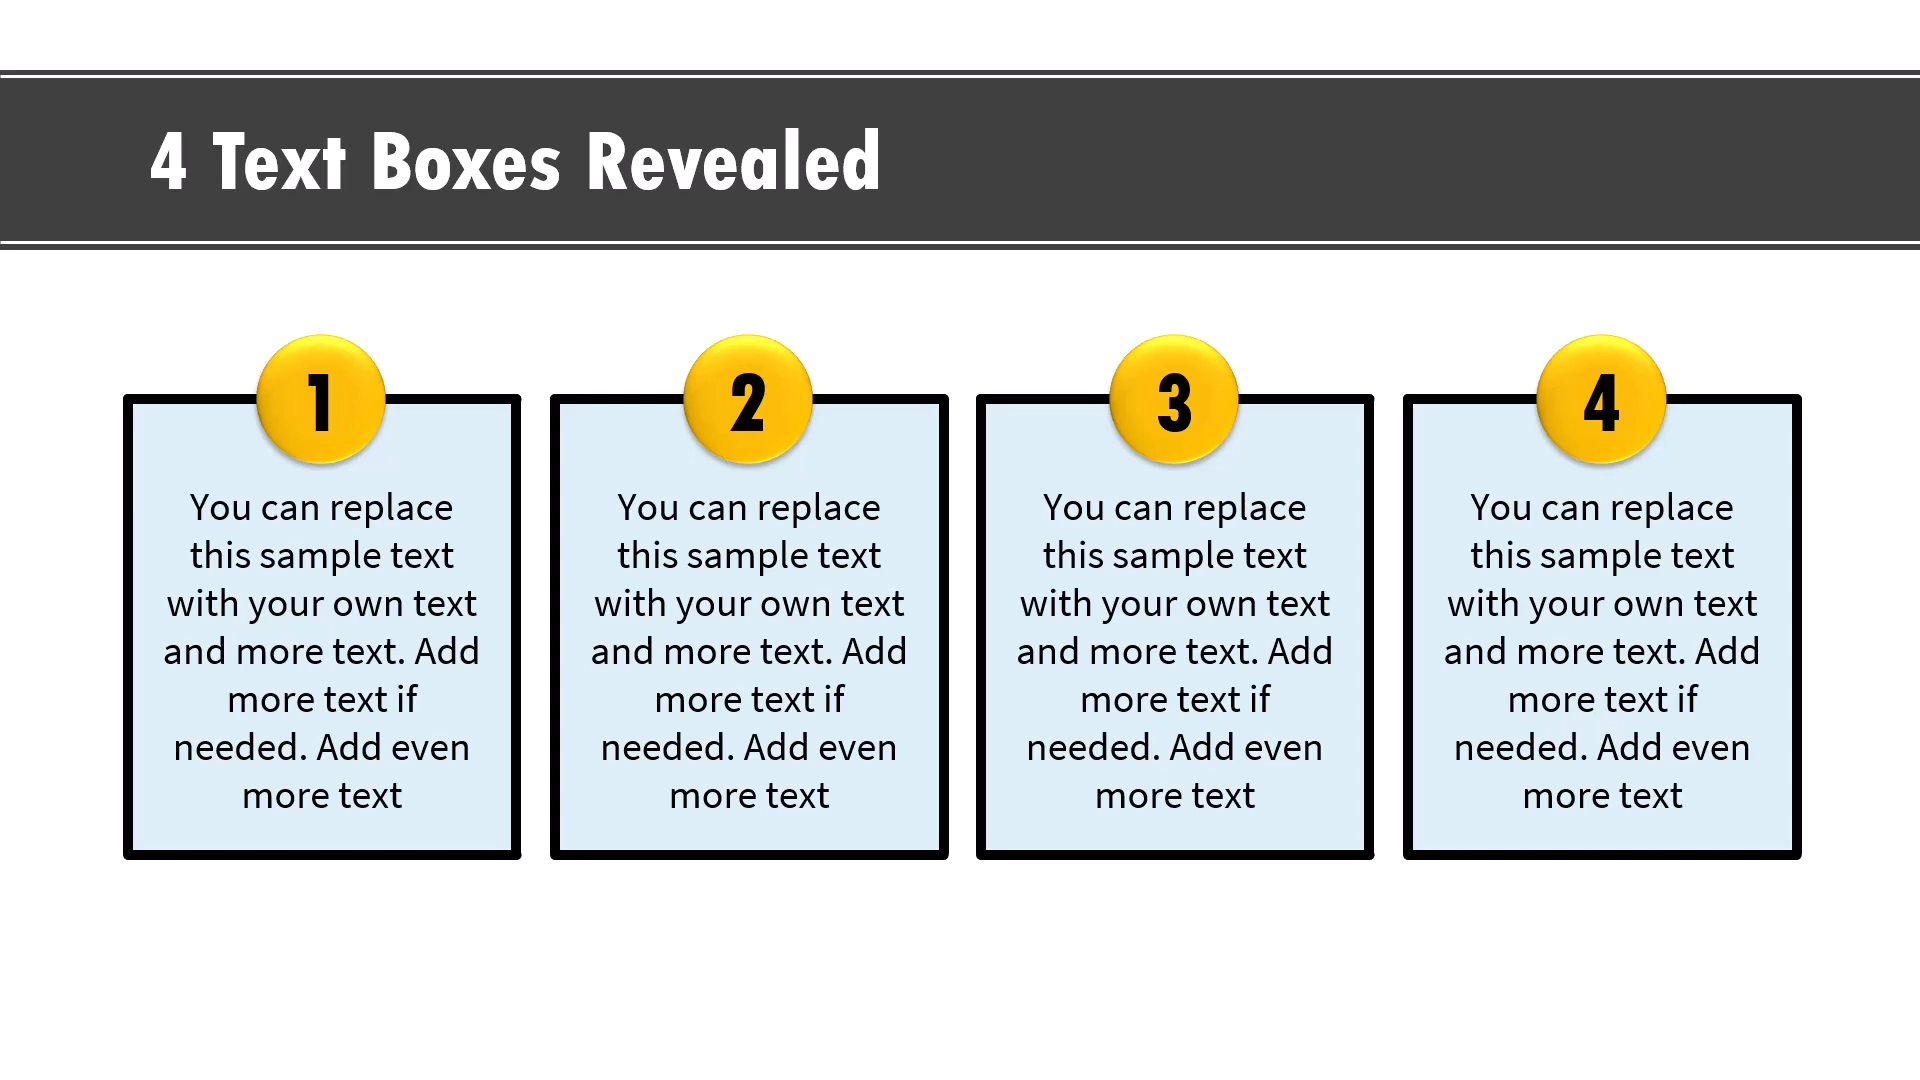 4 Text Boxes Revealed
1
You can replace
this sample text
with your own text
and more text. Add
more text if
needed. Add even
more text
2
You can replace
this sample text
with your own text
and more text. Add
more text if
needed. Add even
more text
3
You can replace
this sample text
with your own text
and more text. Add
more text if
needed. Add even
more text
4
You can replace
this sample text
with your own text
and more text. Add
more text if
needed. Add even
more text